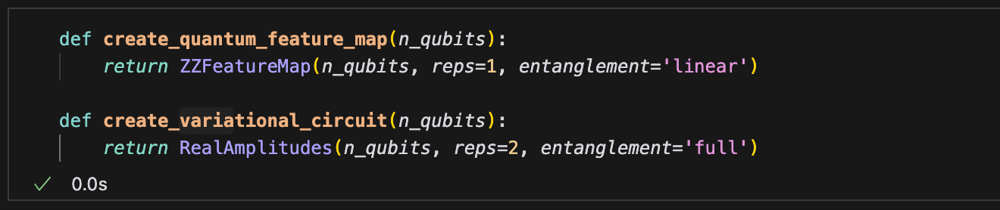 def create_quantum_feature_map(n_qubits):
    return ZZFeatureMap(n_qubits, reps=1, entanglement='linear')
def create_variational_circuit(n_qubits):
    return RealAmplitudes(n_qubits, reps=2, entanglement='full')
0.0s